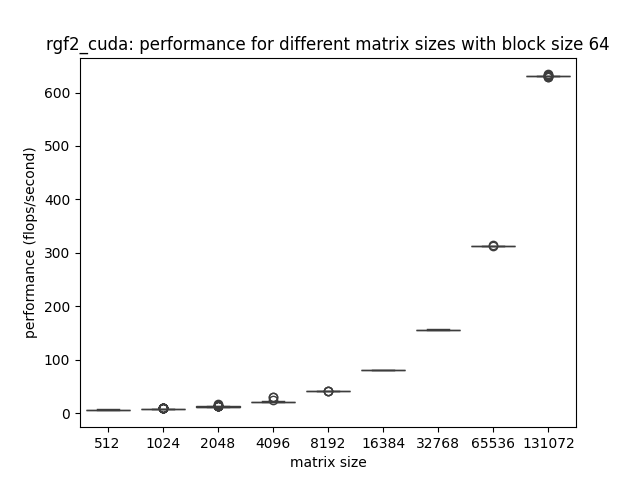 rgf2_cuda: performance for different matrix sizes with block size 64
performance (flops/second)
600
500
400
300
200
100
0
512 1024 2048 4096 8192 16384 32768 65536 131072
matrix size